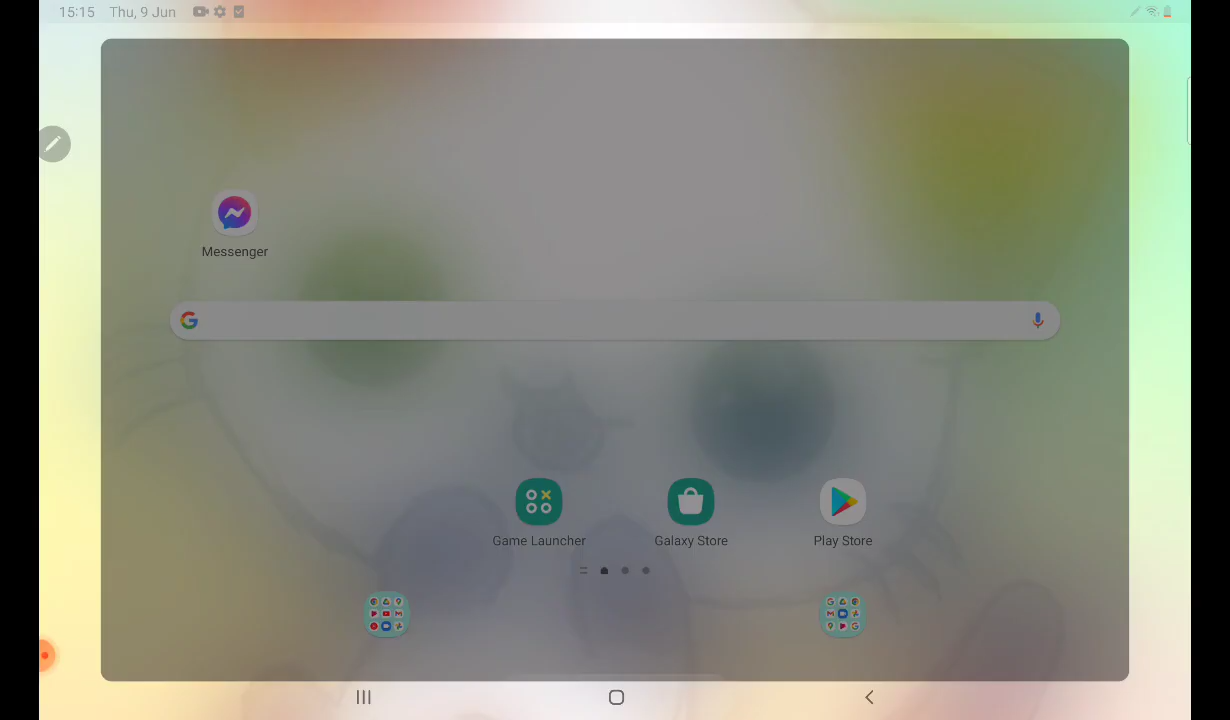 15:15 Thu, 9 Jun
Messenger
Game Launcher
Galaxy Store
Play Store